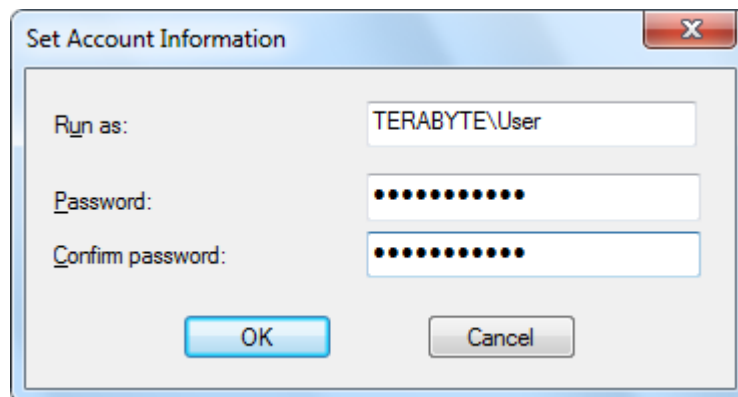 Set Account Information
Run as: TERABYTE\User
Password: •••••••••••
Confirm password: •••••••••••
OK Cancel